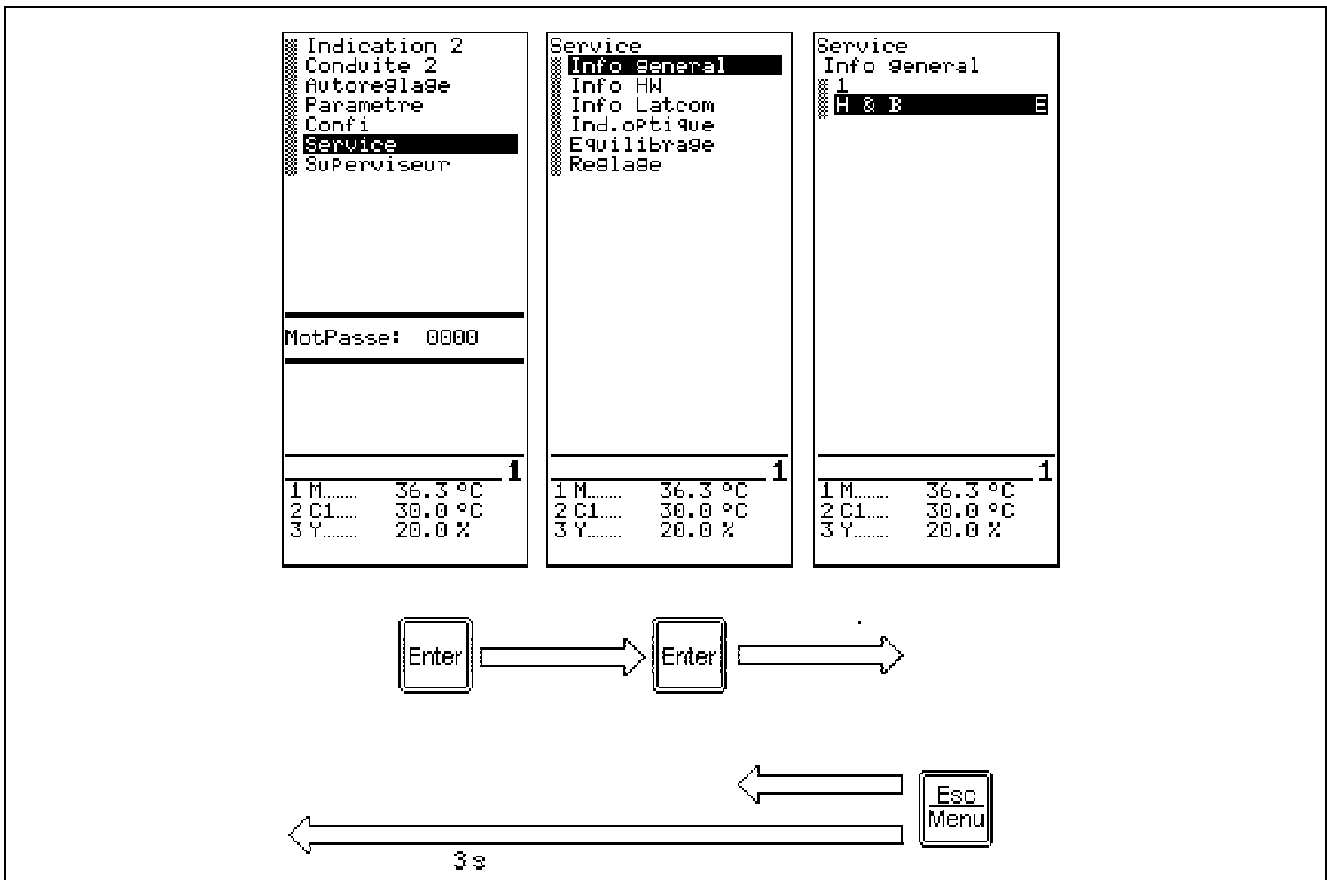 Indication 2
Conduite 2
Autoreglage
Parametre
Confi
Service
Superviseur
MotPasse: 0000
1
1 M....... 36.3 °C
2 C1..... 30.0 °C
3 Y....... 20.0 %
Service
Info general
Info HW
Info Latcom
Ind.optique
Equilibrage
Reglage
1
1 M....... 36.3 °C
2 C1..... 30.0 °C
3 Y....... 20.0 %
Service
Info general
1
H & B E
1
1 M....... 36.3 °C
2 C1..... 30.0 °C
3 Y....... 20.0 %
Enter
Enter
Esc
Menu
3 s